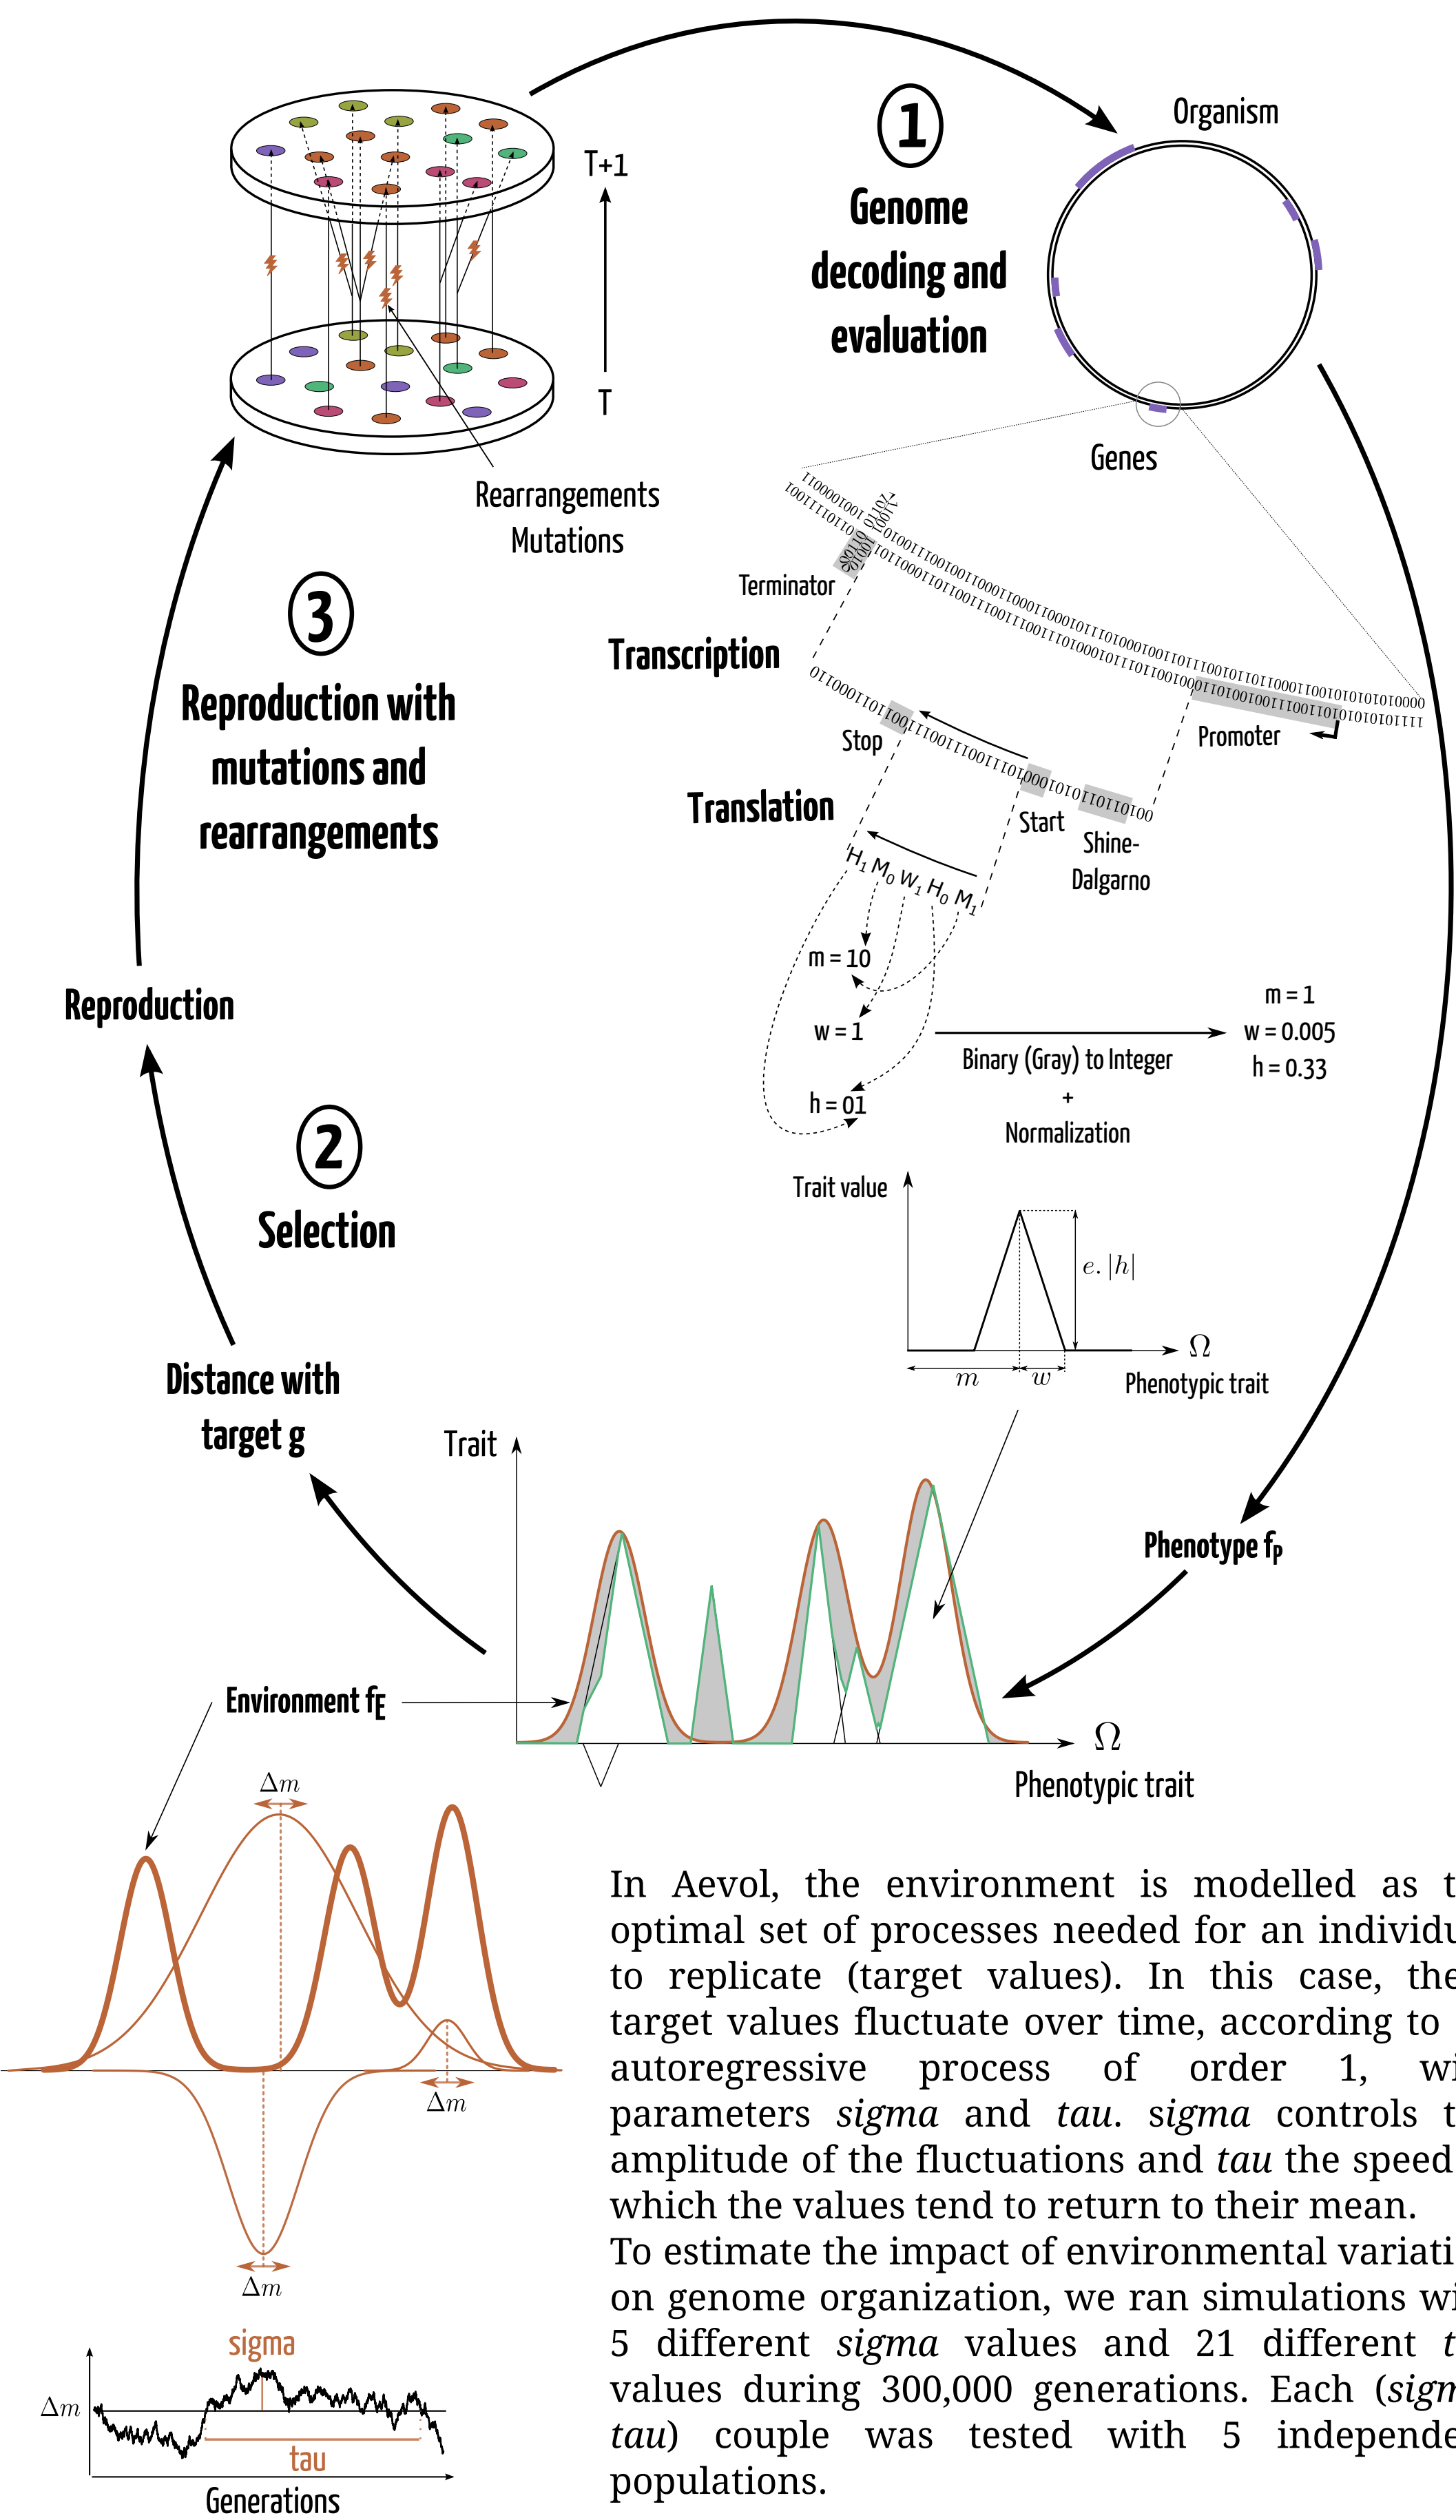 T+1
T
Rearrangements
Mutations
1
Genome
decoding and
evaluation
Organism
Genes
Terminator
Transcription
Stop
Promoter
Translation
Start
Shine-
Dalgarno
H1 M0 W1 H0 M1
m = 10
w = 1
h = 01
Binary (Gray) to Integer
+
Normalization
m = 1
w = 0.005
h = 0.33
3
Reproduction with
mutations and
rearrangements
Reproduction
2
Selection
Distance with
target g
Trait value
e.|h|
Ω
m
w
Phenotypic trait
Phenotype fP
Trait
Ω
Phenotypic trait
Environment fE
Δm
Δm
Δm
sigma
Δm
tau
Generations
In Aevol, the environment is modelled as t
optimal set of processes needed for an individu
to replicate (target values). In this case, the
target values fluctuate over time, according to
autoregressive process of order 1, wi
parameters sigma and tau. sigma controls t
amplitude of the fluctuations and tau the speed
which the values tend to return to their mean.
To estimate the impact of environmental variati
on genome organization, we ran simulations wi
5 different sigma values and 21 different t
values during 300,000 generations. Each (sigm
tau) couple was tested with 5 independe
populations.